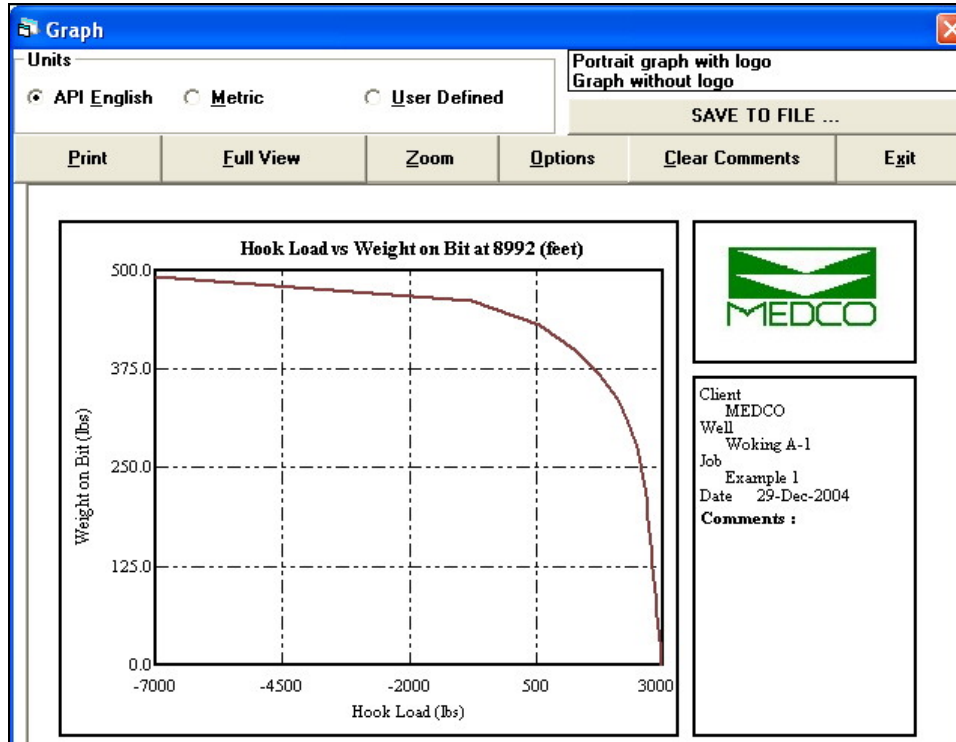 Graph
Units
API English Metric User Defined
Portrait graph with logo
Graph without logo
SAVE TO FILE ...
Print Full View Zoom Options Clear Comments Exit
Hook Load vs Weight on Bit at 8992 (feet)
500.0
375.0
250.0
125.0
0.0
Weight on Bit (lbs)
-7000 -4500 -2000 500 3000
Hook Load (lbs)
MEDCO
Client
MEDCO
Well
Woking A-1
Job
Example 1
Date 29-Dec-2004
Comments :